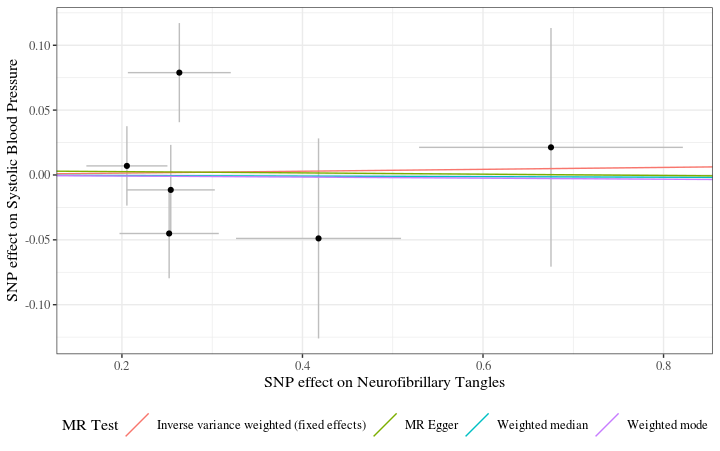 SNP effect on Systolic Blood Pressure
0.10
0.05
0.00
-0.05
-0.10
0.2 0.4 0.6 0.8
SNP effect on Neurofibrillary Tangles
MR Test Inverse variance weighted (fixed effects) MR Egger Weighted median Weighted mode